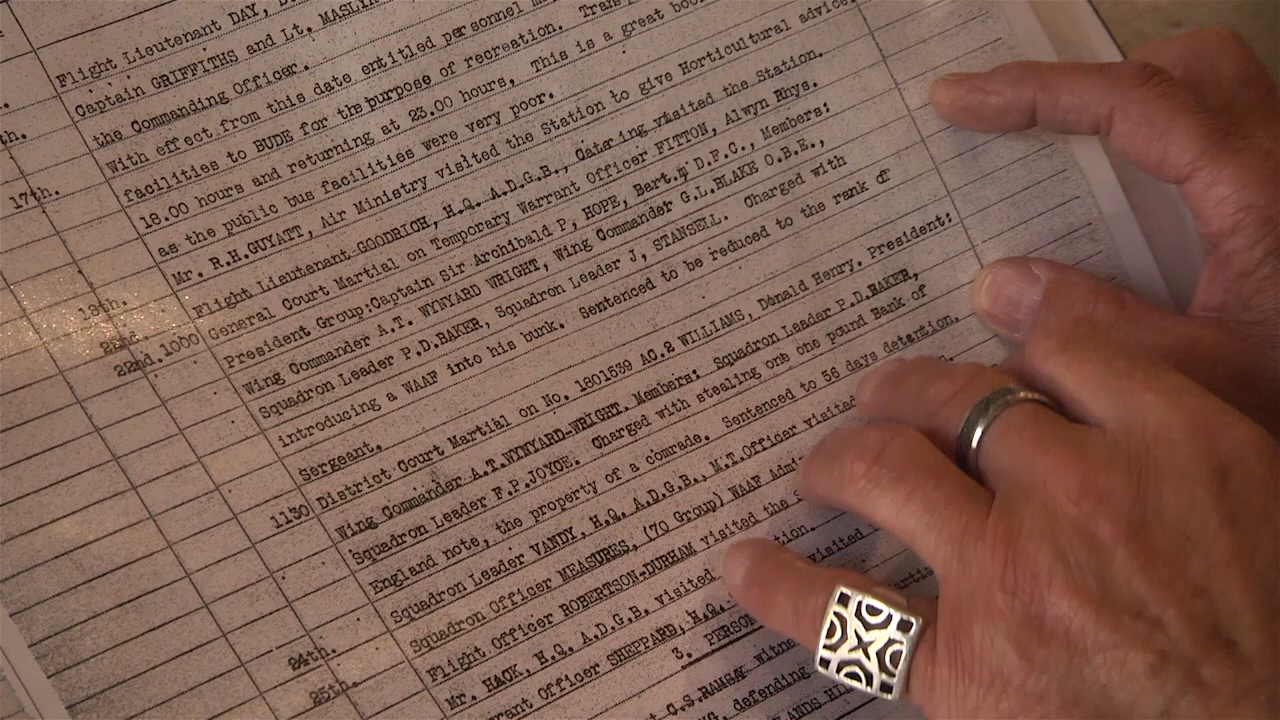 Flight Lieutenant DAY,
Captain GRIFFITHS and Lt. MASLYN
the Commanding Officer.
With effect from this date entitled personnel
facilities to BUDE for the purpose of recreation.
18.00 hours and returning at 23.00 hours, This is a great
as the public bus facilities were very poor.
17th. Mr. R.H.GUYATT, Air Ministry visited the Station to give Horticultural advice.
19th. Flight Lieutenant GOODRICH, H.Q. A.D.G.B., Catering visited the Station.
22nd.
22nd.1000 General Court Martial on Temporary Warrant Officer FITTON, Alwyn Rhys.
President Group:Captain Sir Archibald P, HOPE, Bart., D.F.C., Members:
Wing Commander A.T. WYNYARD WRIGHT, Wing Commander G.L.BLAKE O.B.E.,
Squadron Leader P.D.BAKER, Squadron Leader J, STANSELL. Charged with
introducing a WAAF into his bunk. Sentenced to be reduced to the rank of
Sergeant.
1130 District Court Martial on No. 1801539 AC.2 WILLIAMS, Donald Henry. President:
Wing Commander A.T.WYNYARD-WRIGHT. Members: Squadron Leader P.D.BAKER,
Squadron Leader F.P.JOYCE. Charged with stealing one one pound Bank of
England note, the property of a comrade. Sentenced to 56 days detention.
Squadron Leader VANDY, H.Q. A.D.G.B., M.T.Officer visited
Squadron Officer MEASURES, (70 Group) WAAF
24th. Flight Officer ROBERTSON-DURHAM visited the
25th. Mr. HACK, H.Q. A.D.G.B. visited
Officer SHEPPARD, H.Q. visited
3. PERSON
C.S.RAMSAY
defending